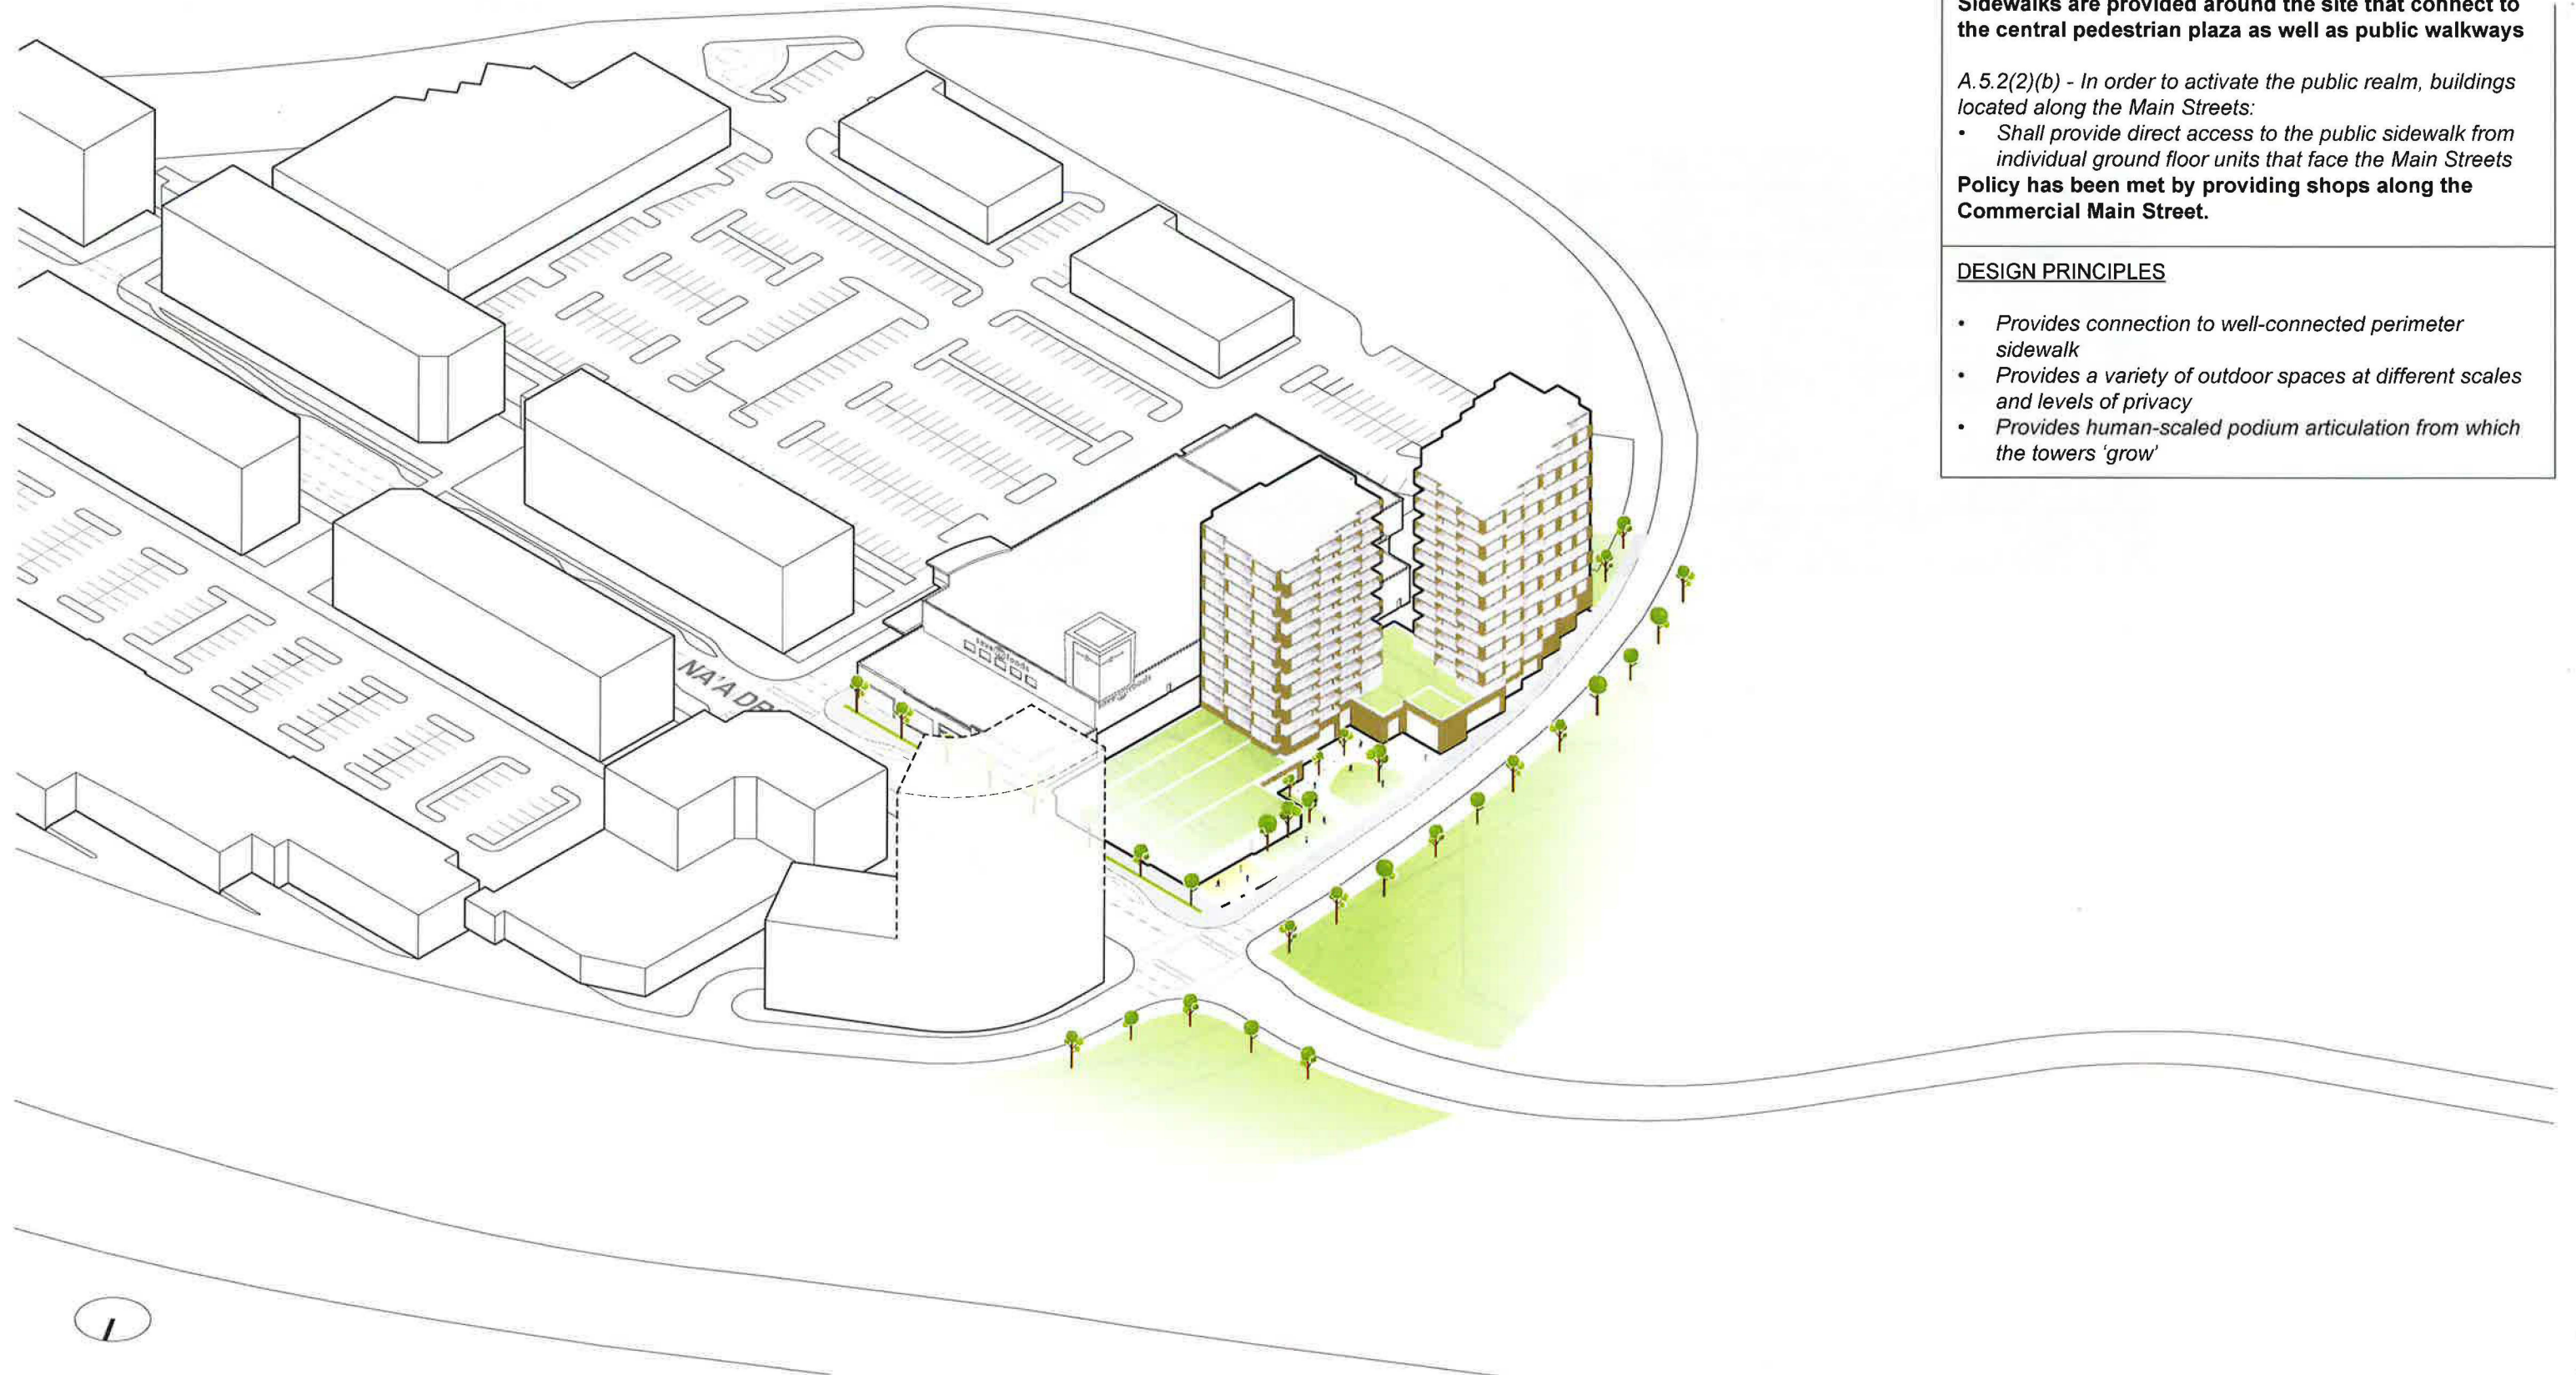 Sidewalks are provided around the site that connect to
the central pedestrian plaza as well as public walkways
A.5.2(2)(b) - In order to activate the public realm, buildings
located along the Main Streets:
• Shall provide direct access to the public sidewalk from
individual ground floor units that face the Main Streets
Policy has been met by providing shops along the
Commercial Main Street.
DESIGN PRINCIPLES
• Provides connection to well-connected perimeter
sidewalk
• Provides a variety of outdoor spaces at different scales
and levels of privacy
• Provides human-scaled podium articulation from which
the towers ‘grow’
NA'A